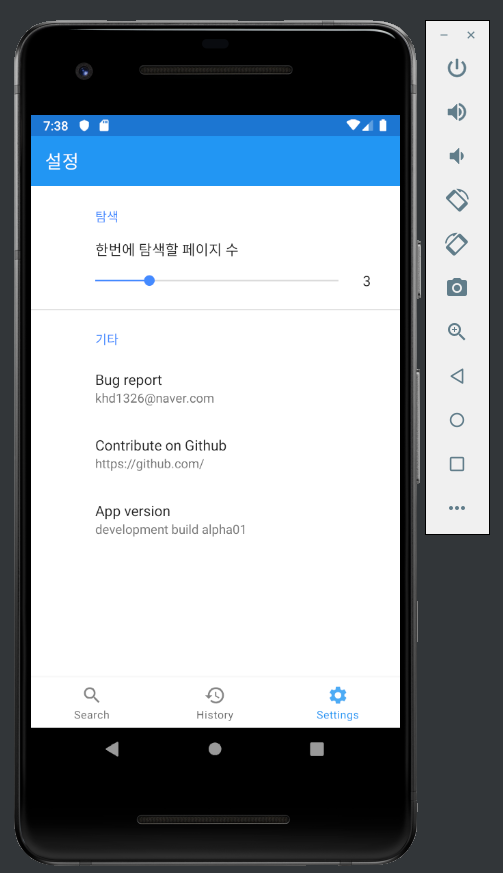 7:38
설정
탐색
한번에 탐색할 페이지 수
3
기타
Bug report
khd1326@naver.com
Contribute on Github
https://github.com/
App version
development build alpha01
Search
History
Settings